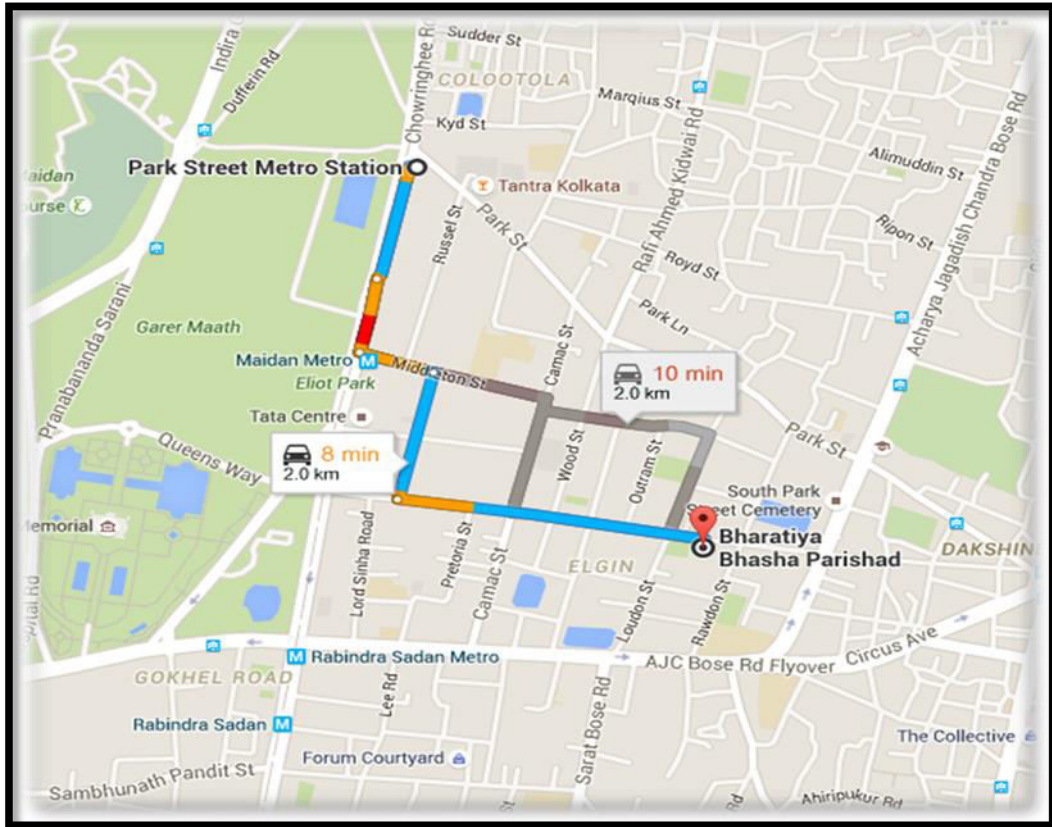 Sudder St
Indira
Dufferin Rd
Chowringhee Rd
COLOOTOLA
Marqius St
Kyd St
Park Street Metro Station
Alimuddin St
Maidan
urse
Tantra Kolkata
Rafi Ahmed Kidwai Rd
Acharya Jagadish Chandra Bose Rd
Russel St
Park St
Ripon St
Royd St
Pranabananda Sarani
Garer Maath
Park Ln
Maidan Metro
M
Middleton St
Camac St
10 min
2.0 km
Eliot Park
Tata Centre
Queens Way
8 min
2.0 km
Wood St
Outram St
Park St
South Park
Street Cemetery
Memorial
Bharatiya
Bhasha Parishad
DAKSHIN
Lord Sinha Road
Pretoria St
Camac St
ELGIN
Loudon St
Rawdon St
Circus Ave
M
Rabindra Sadan Metro
AJC Bose Rd Flyover
GOKHEL ROAD
Lee Rd
Sarat Bose Rd
Rabindra Sadan
M
The Collective
Forum Courtyard
Sambhunath Pandit St
Rd
Ahiripukur Rd